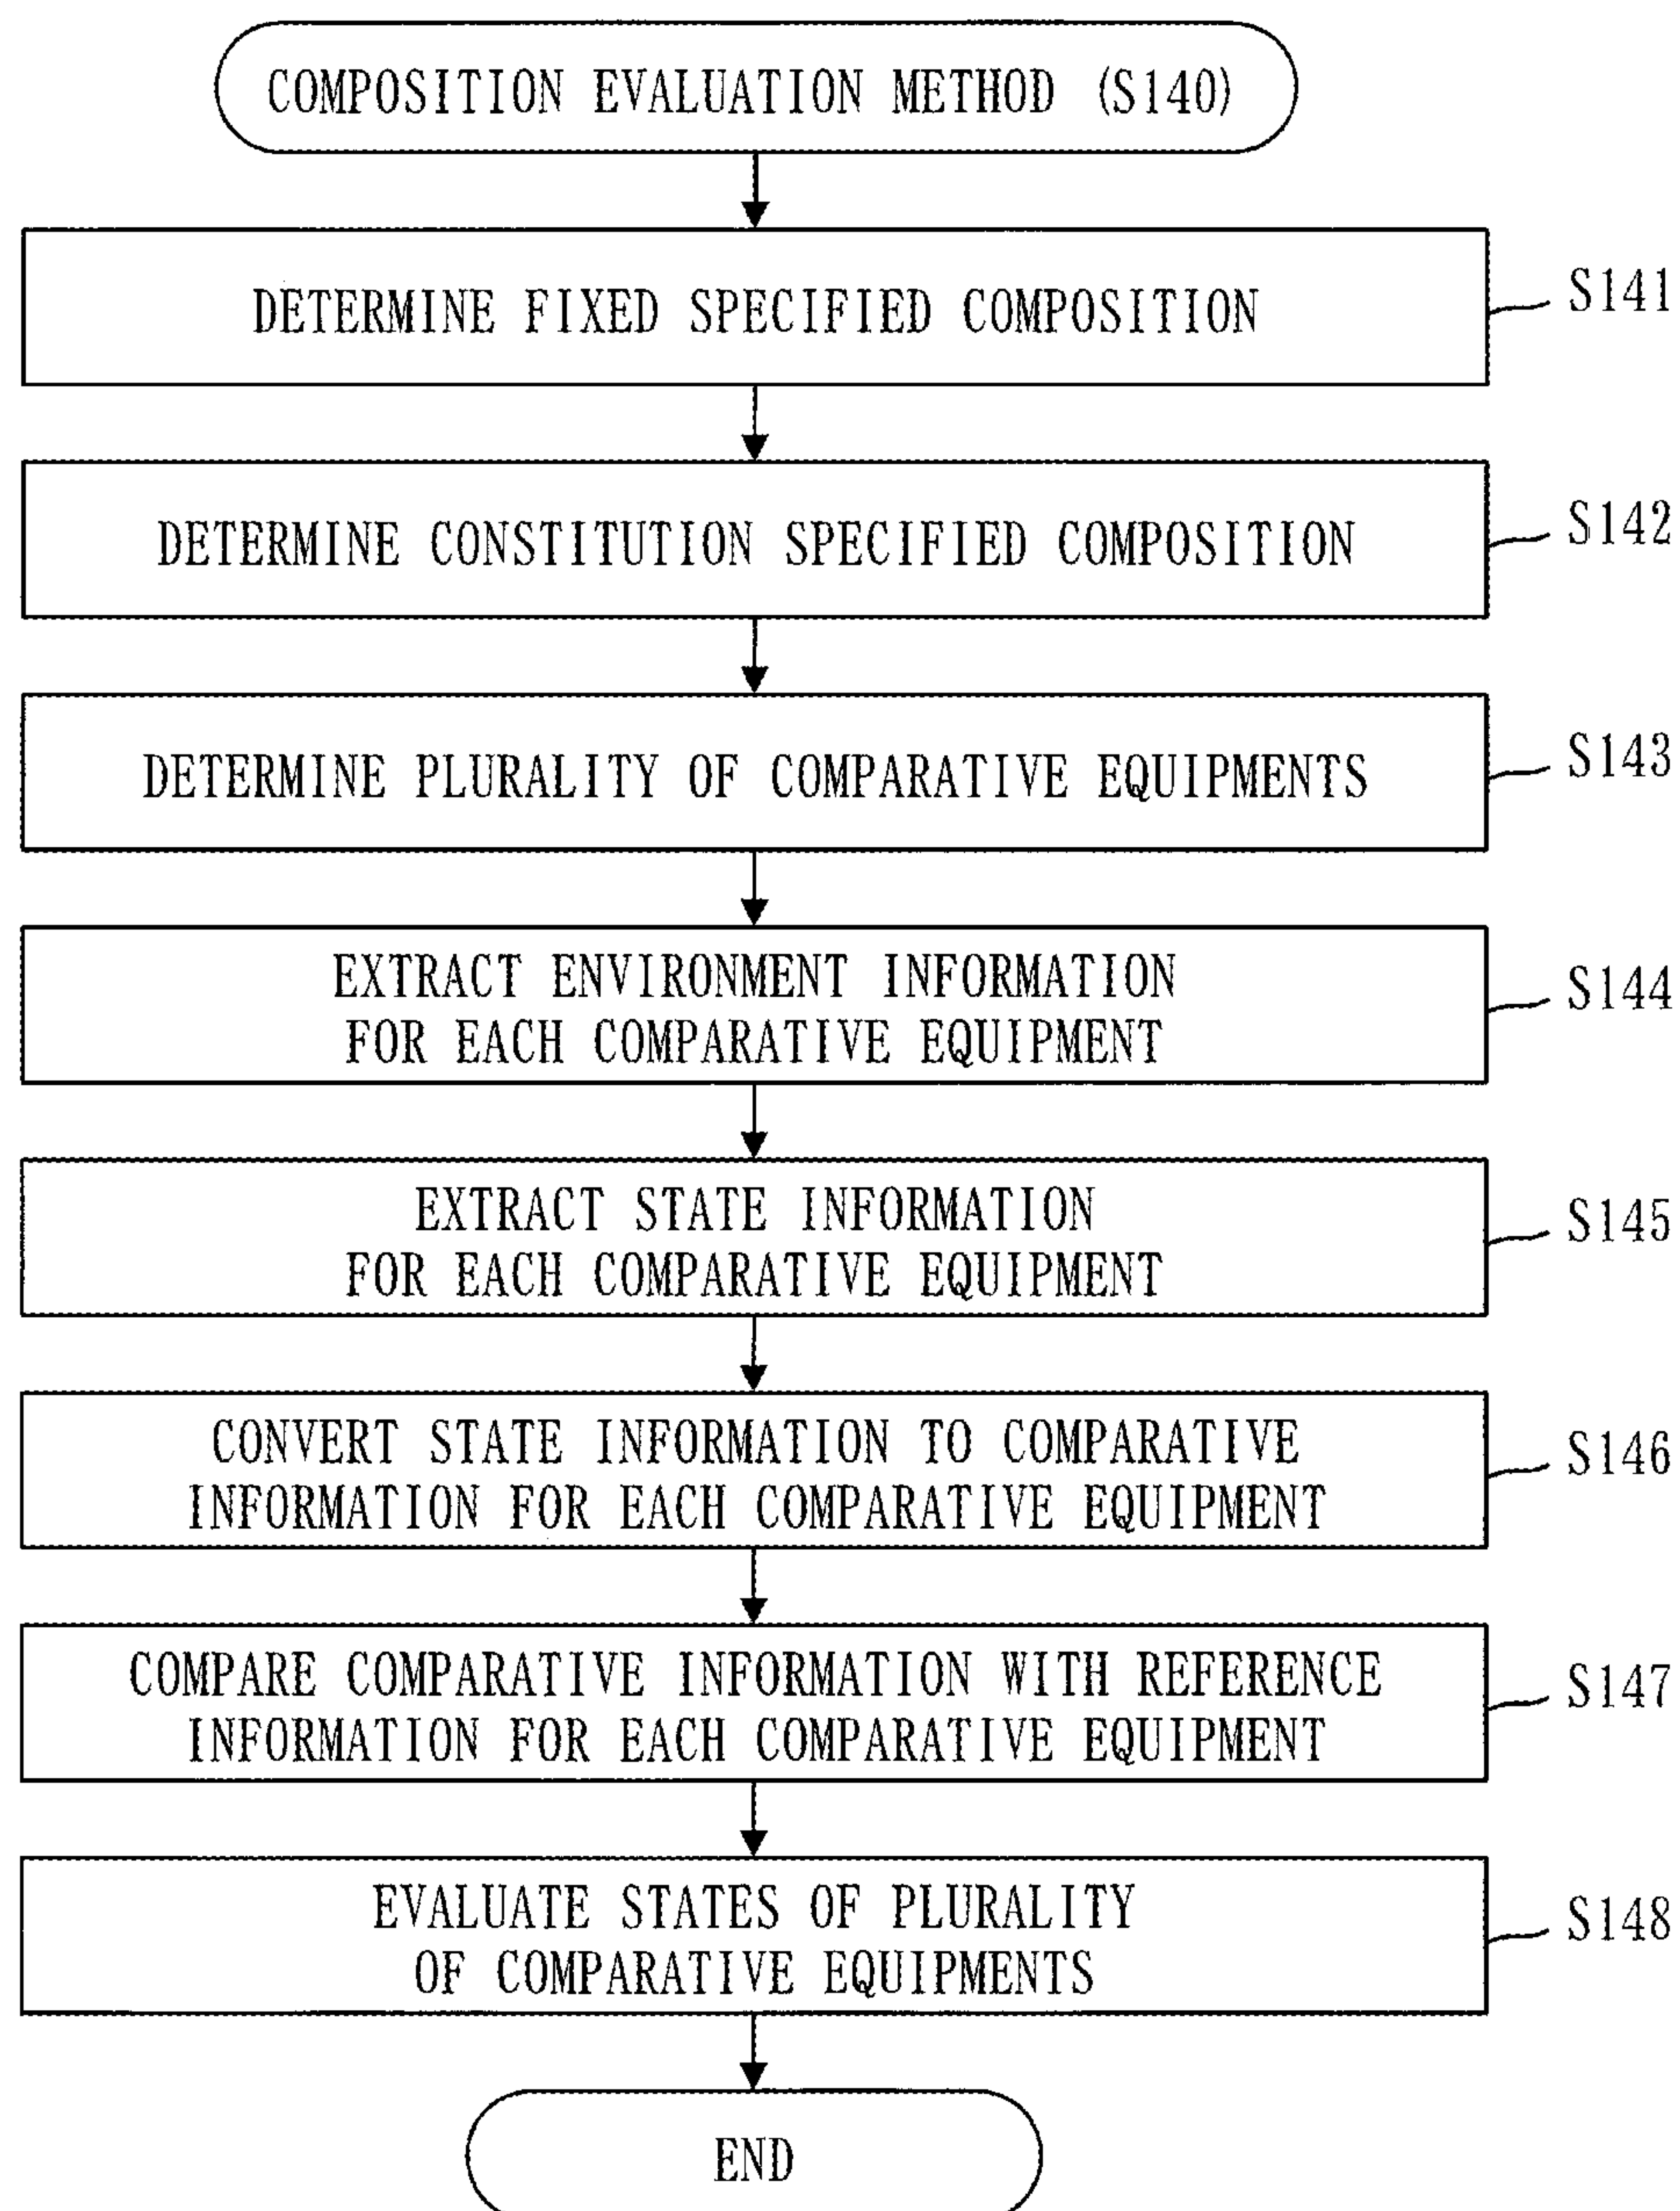 COMPOSITION EVALUATION METHOD (S140)
DETERMINE FIXED SPECIFIED COMPOSITION
S141
DETERMINE CONSTITUTION SPECIFIED COMPOSITION
S142
DETERMINE PLURALITY OF COMPARATIVE EQUIPMENTS
S143
EXTRACT ENVIRONMENT INFORMATION
FOR EACH COMPARATIVE EQUIPMENT
S144
EXTRACT STATE INFORMATION
FOR EACH COMPARATIVE EQUIPMENT
S145
CONVERT STATE INFORMATION TO COMPARATIVE
INFORMATION FOR EACH COMPARATIVE EQUIPMENT
S146
COMPARE COMPARATIVE INFORMATION WITH REFERENCE
INFORMATION FOR EACH COMPARATIVE EQUIPMENT
S147
EVALUATE STATES OF PLURALITY
OF COMPARATIVE EQUIPMENTS
S148
END